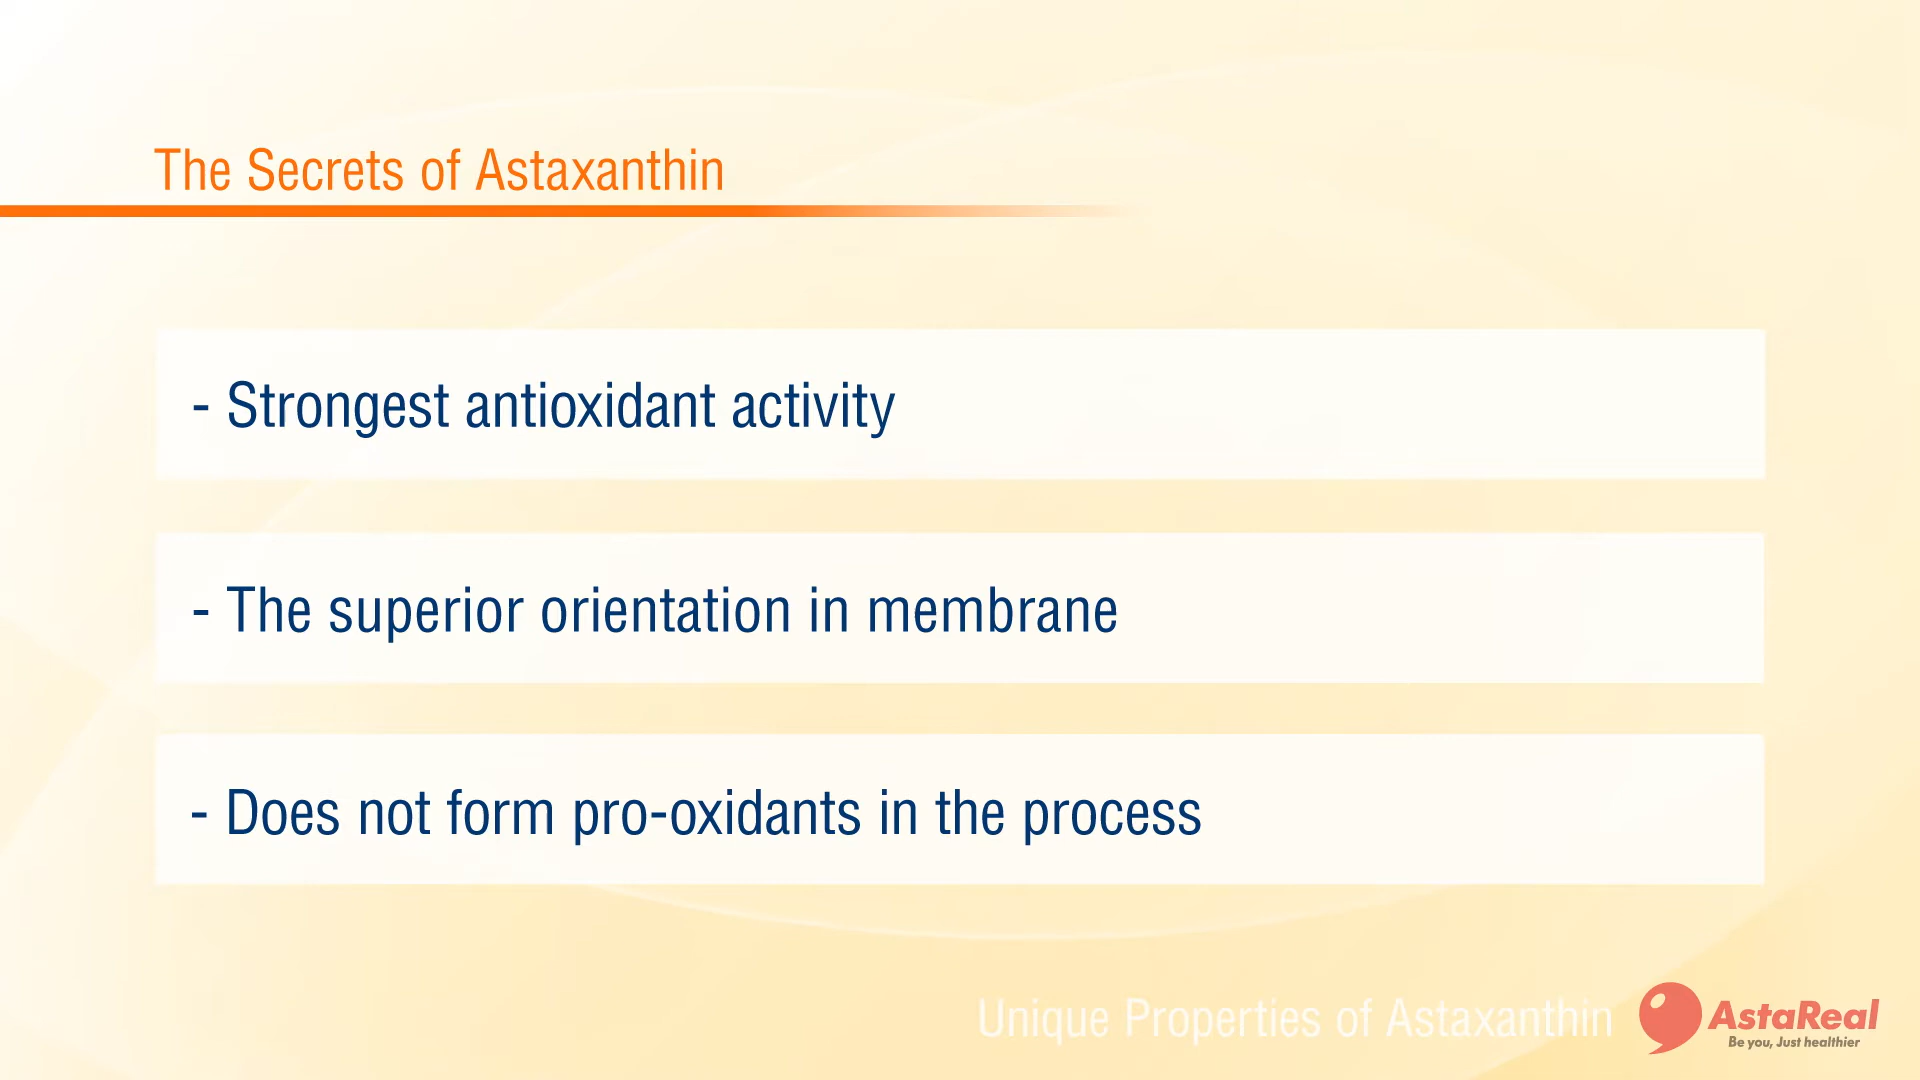 The Secrets of Astaxanthin
- Strongest antioxidant activity
- The superior orientation in membrane
- Does not form pro-oxidants in the process
Unique Properties of Astaxanthin
AstaReal
Be you, Just healthier